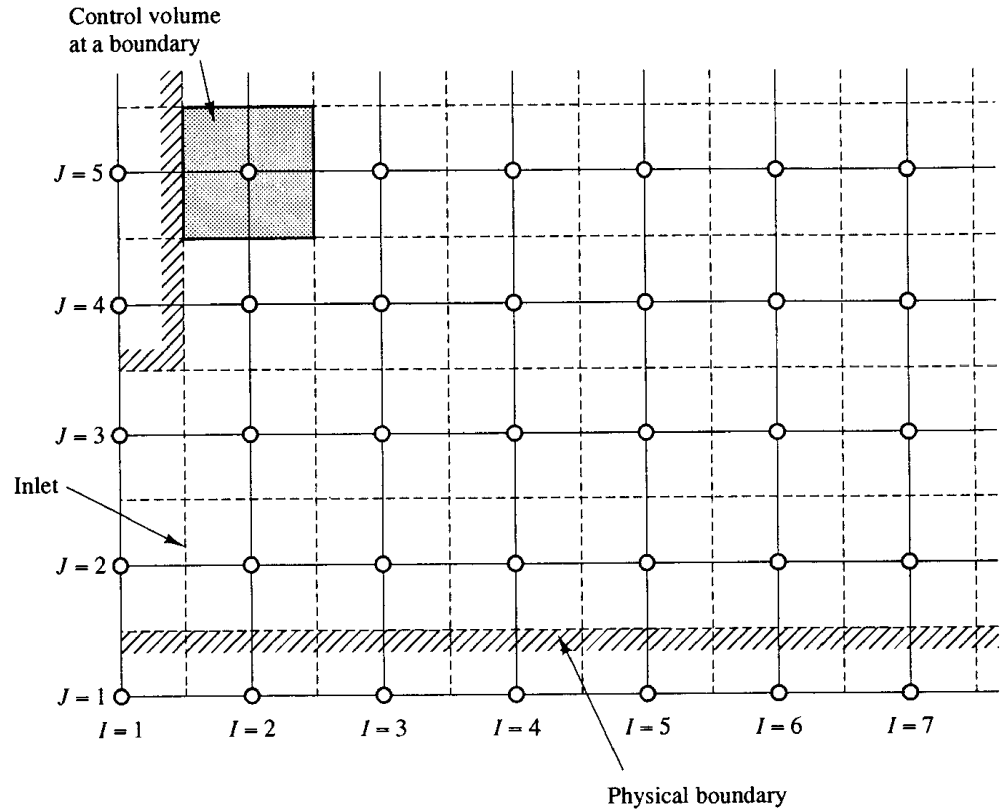 Control volume
at a boundary
J = 5
J = 4
J = 3
Inlet
J = 2
J = 1
I = 1 I = 2 I = 3 I = 4 I = 5 I = 6 I = 7
Physical boundary